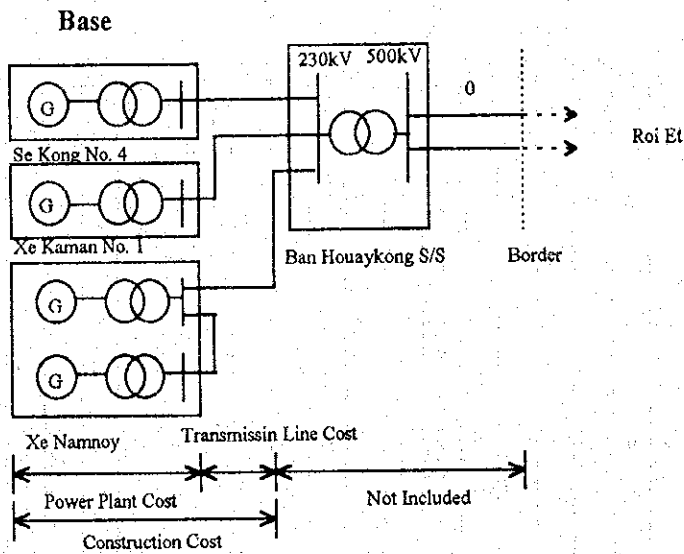 Base
230kV 500kV
0
G
Roi Et
Se Kong No. 4
G
Xe Kaman No. 1
Ban Houaykong S/S
Border
G
G
Xe Namnoy
Transmissin Line Cost
Power Plant Cost
Not Included
Construction Cost